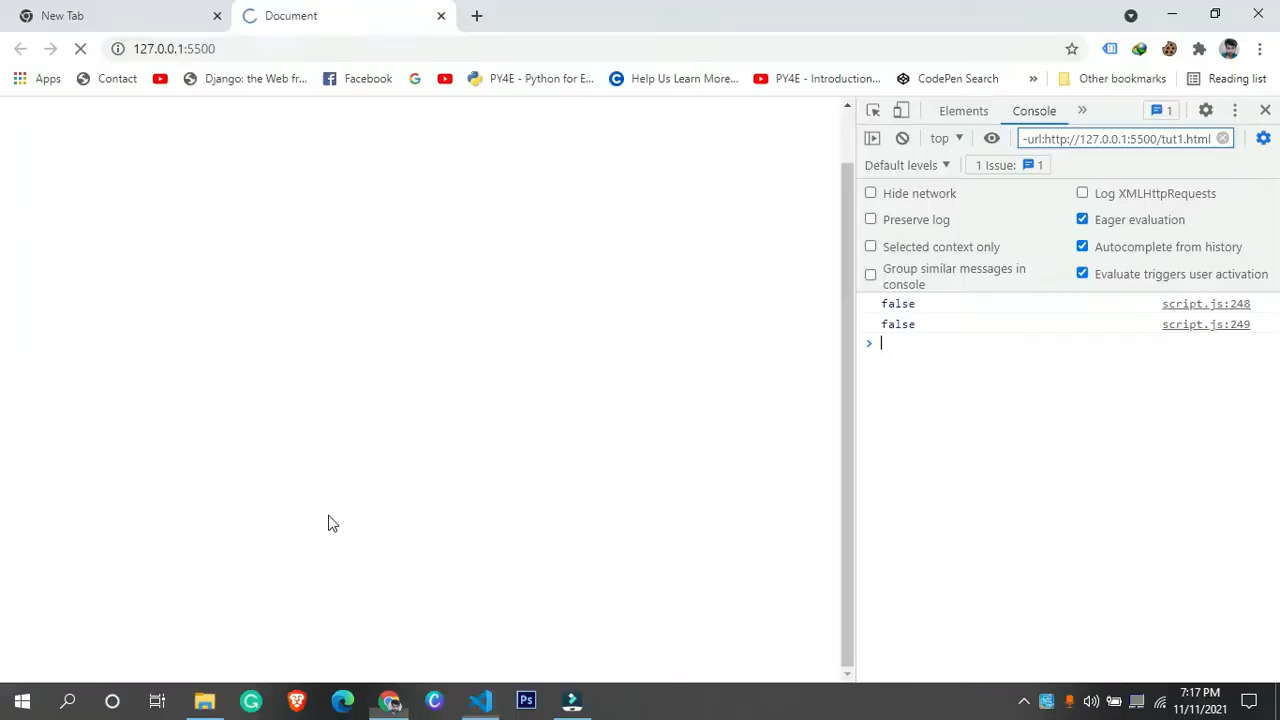 New Tab
Document
127.0.0.1:5500
Apps
Contact
Django: the Web fr...
Facebook
PY4E - Python for E...
Help Us Learn More...
PY4E - Introduction...
CodePen Search
»
Other bookmarks
Reading list
Elements
Console
»
1
top
-url:http://127.0.0.1:5500/tut1.html
Default levels
1 Issue: 1
Hide network
Log XMLHttpRequests
Preserve log
Eager evaluation
Selected context only
Autocomplete from history
Group similar messages in
console
Evaluate triggers user activation
false script.js:248
false script.js:249
>
Ps
7:17 PM
11/11/2021